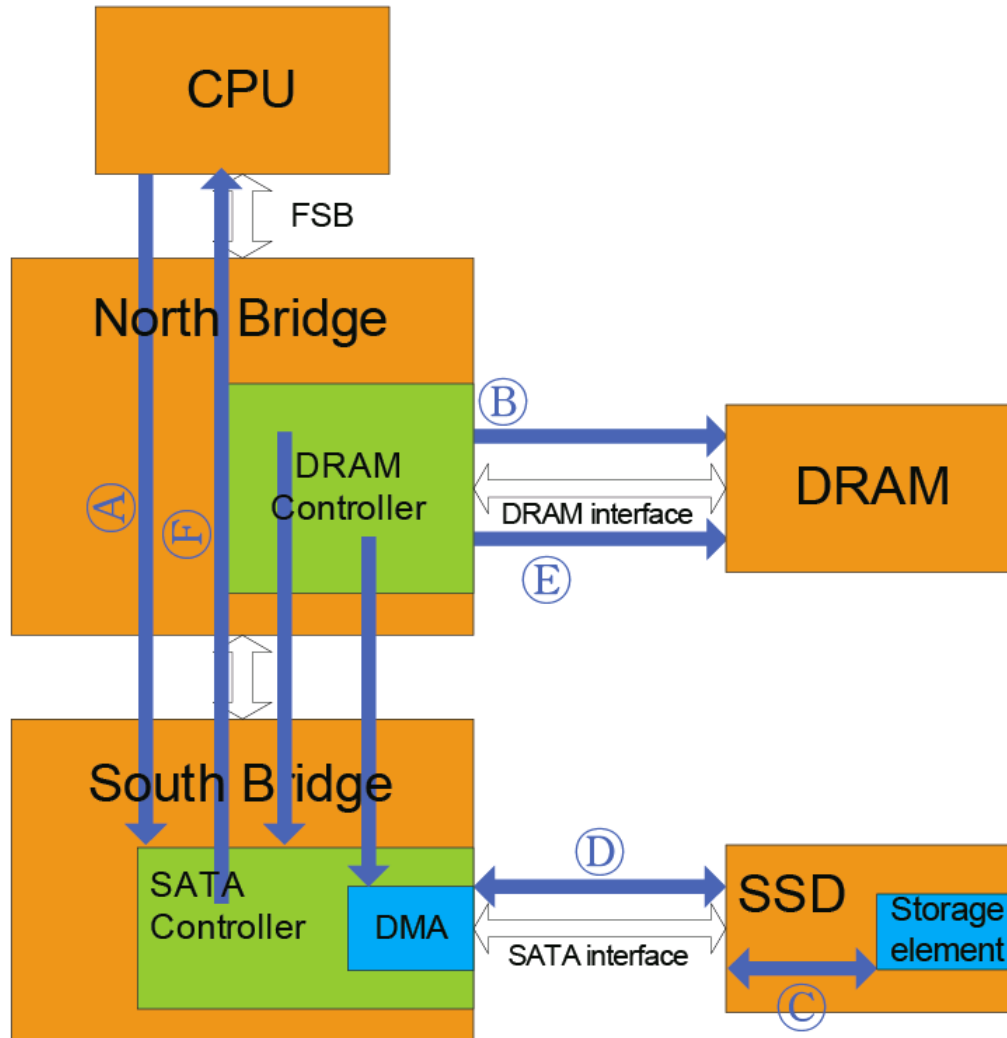 CPU
FSB
North Bridge
Ⓑ
DRAM
Controller
DRAM
Ⓐ
Ⓕ
DRAM interface
Ⓔ
South Bridge
Ⓓ
SATA
Controller
DMA
SSD
Storage
element
SATA interface
Ⓒ